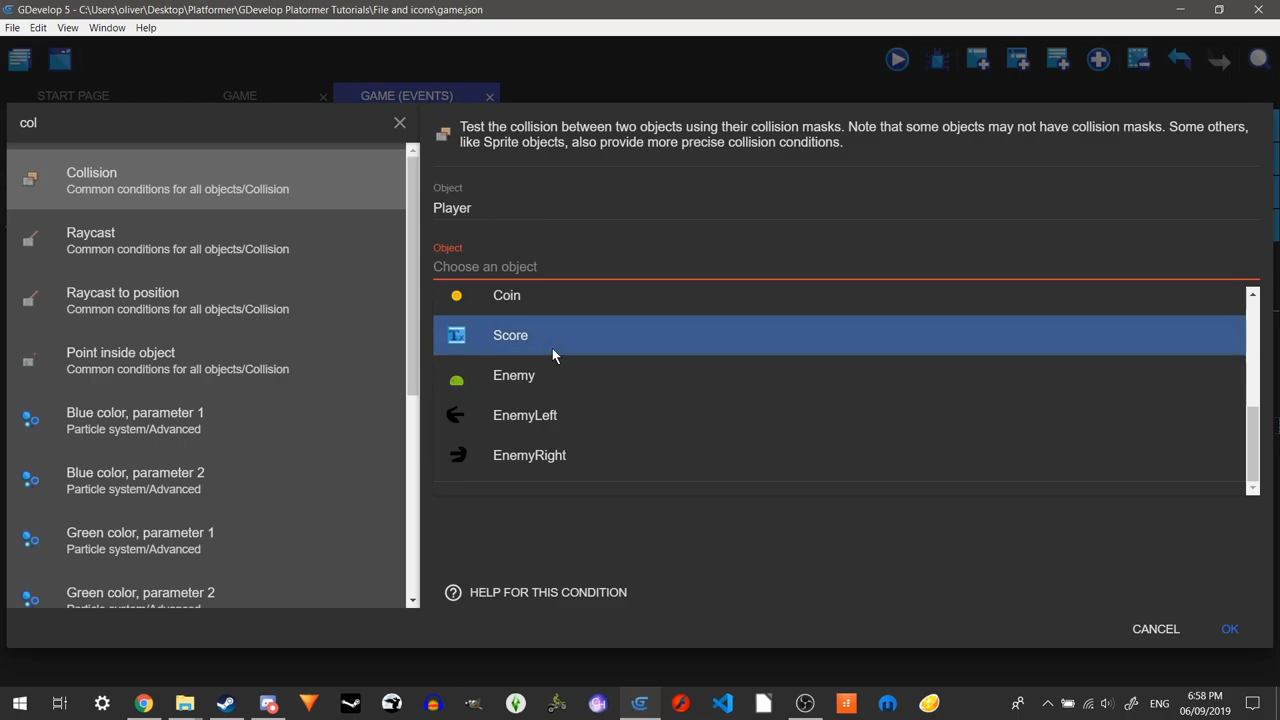 GDevelop 5 - C:\Users\oliver\Desktop\Platformer\GDevelop Platormer Tutorials\File and icons\game.json
File Edit View Window Help
START PAGE GAME GAME (EVENTS)
col
Collision
Common conditions for all objects/Collision
Raycast
Common conditions for all objects/Collision
Raycast to position
Common conditions for all objects/Collision
Point inside object
Common conditions for all objects/Collision
Blue color, parameter 1
Particle system/Advanced
Blue color, parameter 2
Particle system/Advanced
Green color, parameter 1
Particle system/Advanced
Green color, parameter 2
Particle system/Advanced
Test the collision between two objects using their collision masks. Note that some objects may not have collision masks. Some others,
like Sprite objects, also provide more precise collision conditions.
Object
Player
Object
Choose an object
Coin
Score
Enemy
EnemyLeft
EnemyRight
HELP FOR THIS CONDITION
CANCEL OK
ENG
6:58 PM
06/09/2019